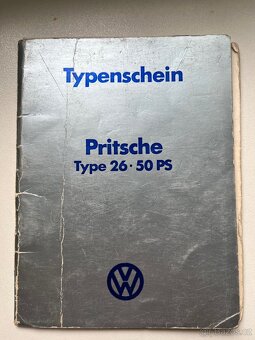 Typenschein
Pritsche
Type 26 · 50 PS
VW